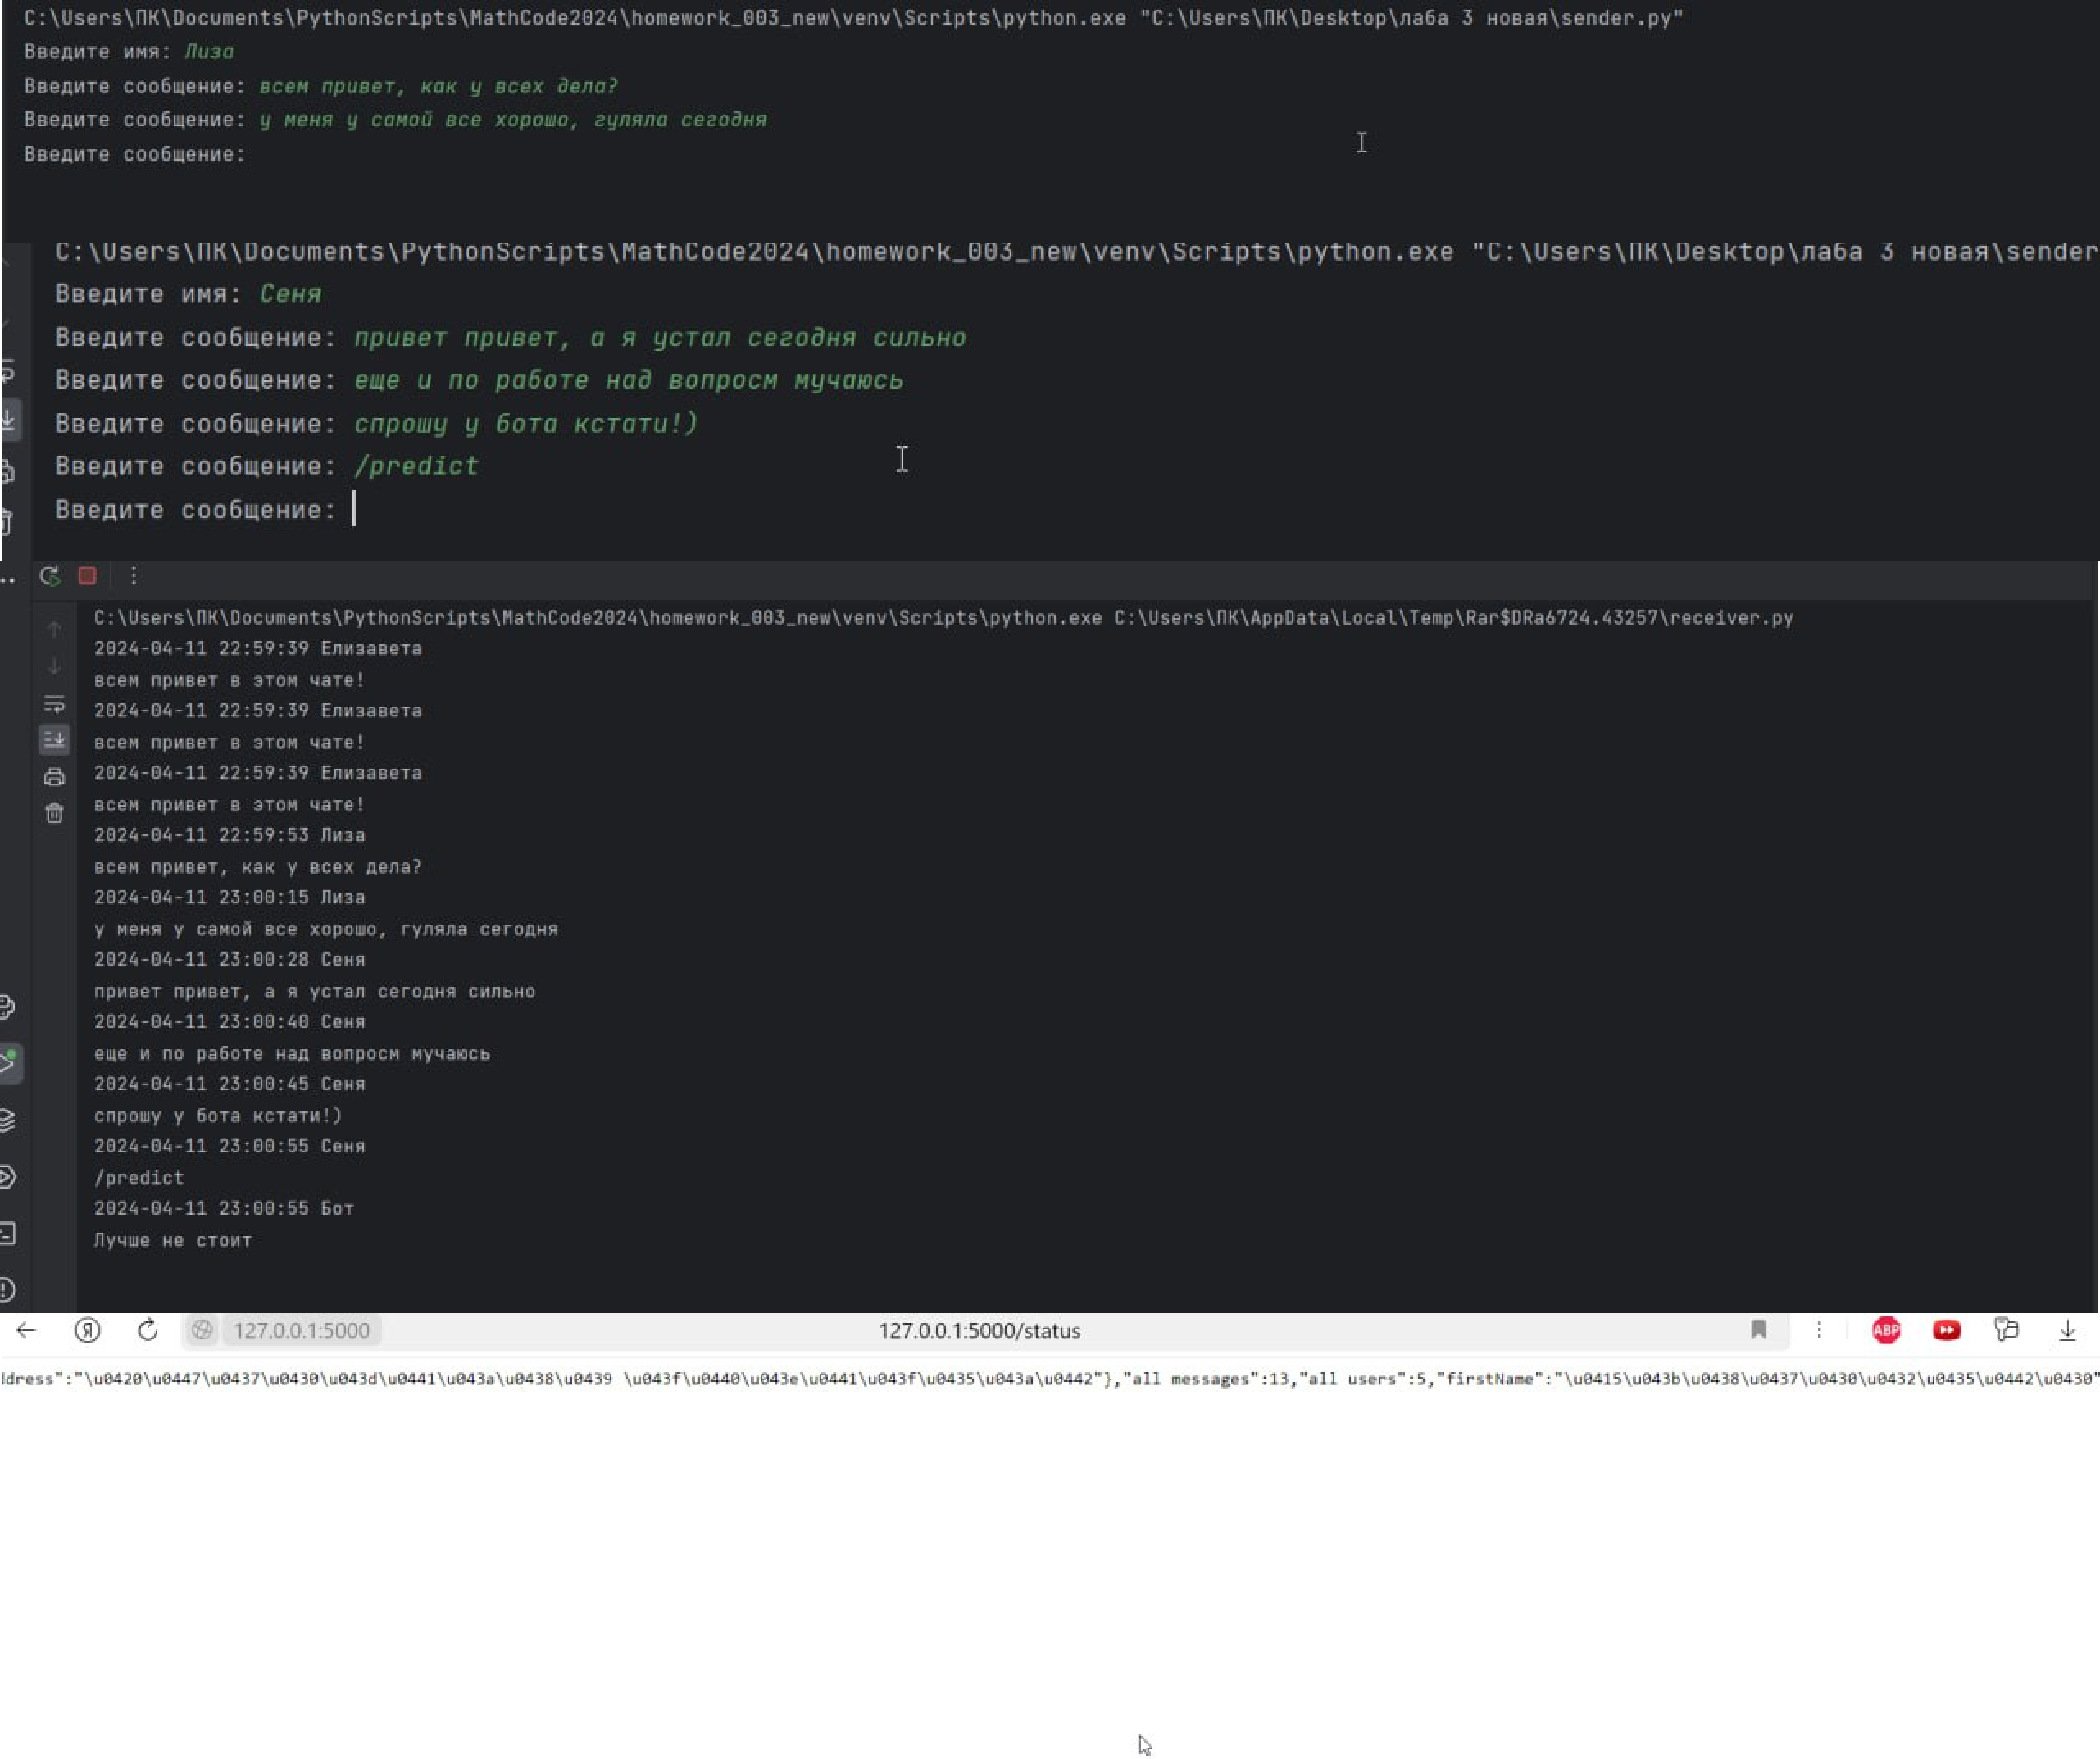 C:\Users\ПК\Documents\PythonScripts\MathCode2024\homework_003_new\venv\Scripts\python.exe "C:\Users\ПК\Desktop\лаба 3 новая\sender.py"
Введите имя: Лиза
Введите сообщение: всем привет, как у всех дела?
Введите сообщение: у меня у самой все хорошо, гуляла сегодня
Введите сообщение:
C:\Users\ПК\Documents\PythonScripts\MathCode2024\homework_003_new\venv\Scripts\python.exe "C:\Users\ПК\Desktop\лаба 3 новая\sender
Введите имя: Сеня
Введите сообщение: привет привет, а я устал сегодня сильно
Введите сообщение: еще и по работе над вопросм мучаюсь
Введите сообщение: спрошу у бота кстати!)
Введите сообщение: /predict
Введите сообщение:
C:\Users\ПК\Documents\PythonScripts\MathCode2024\homework_003_new\venv\Scripts\python.exe C:\Users\ПК\AppData\Local\Temp\Rar$DRa6724.43257\receiver.py
2024-04-11 22:59:39 Елизавета
всем привет в этом чате!
2024-04-11 22:59:39 Елизавета
всем привет в этом чате!
2024-04-11 22:59:39 Елизавета
всем привет в этом чате!
2024-04-11 22:59:53 Лиза
всем привет, как у всех дела?
2024-04-11 23:00:15 Лиза
у меня у самой все хорошо, гуляла сегодня
2024-04-11 23:00:28 Сеня
привет привет, а я устал сегодня сильно
2024-04-11 23:00:40 Сеня
еще и по работе над вопросм мучаюсь
2024-04-11 23:00:45 Сеня
спрошу у бота кстати!)
2024-04-11 23:00:55 Сеня
/predict
2024-04-11 23:00:55 Бот
Лучше не стоит
Я 127.0.0.1:5000 127.0.0.1:5000/status ABP
ddress":"\u0420\u0447\u0437\u0430\u043d\u0441\u043a\u0438\u0439 \u043f\u0440\u043e\u0441\u043f\u0435\u043a\u0442"},"all messages":13,"all users":5,"firstName":"\u0415\u043b\u0438\u0437\u0430\u0432\u0435\u0442\u0430"